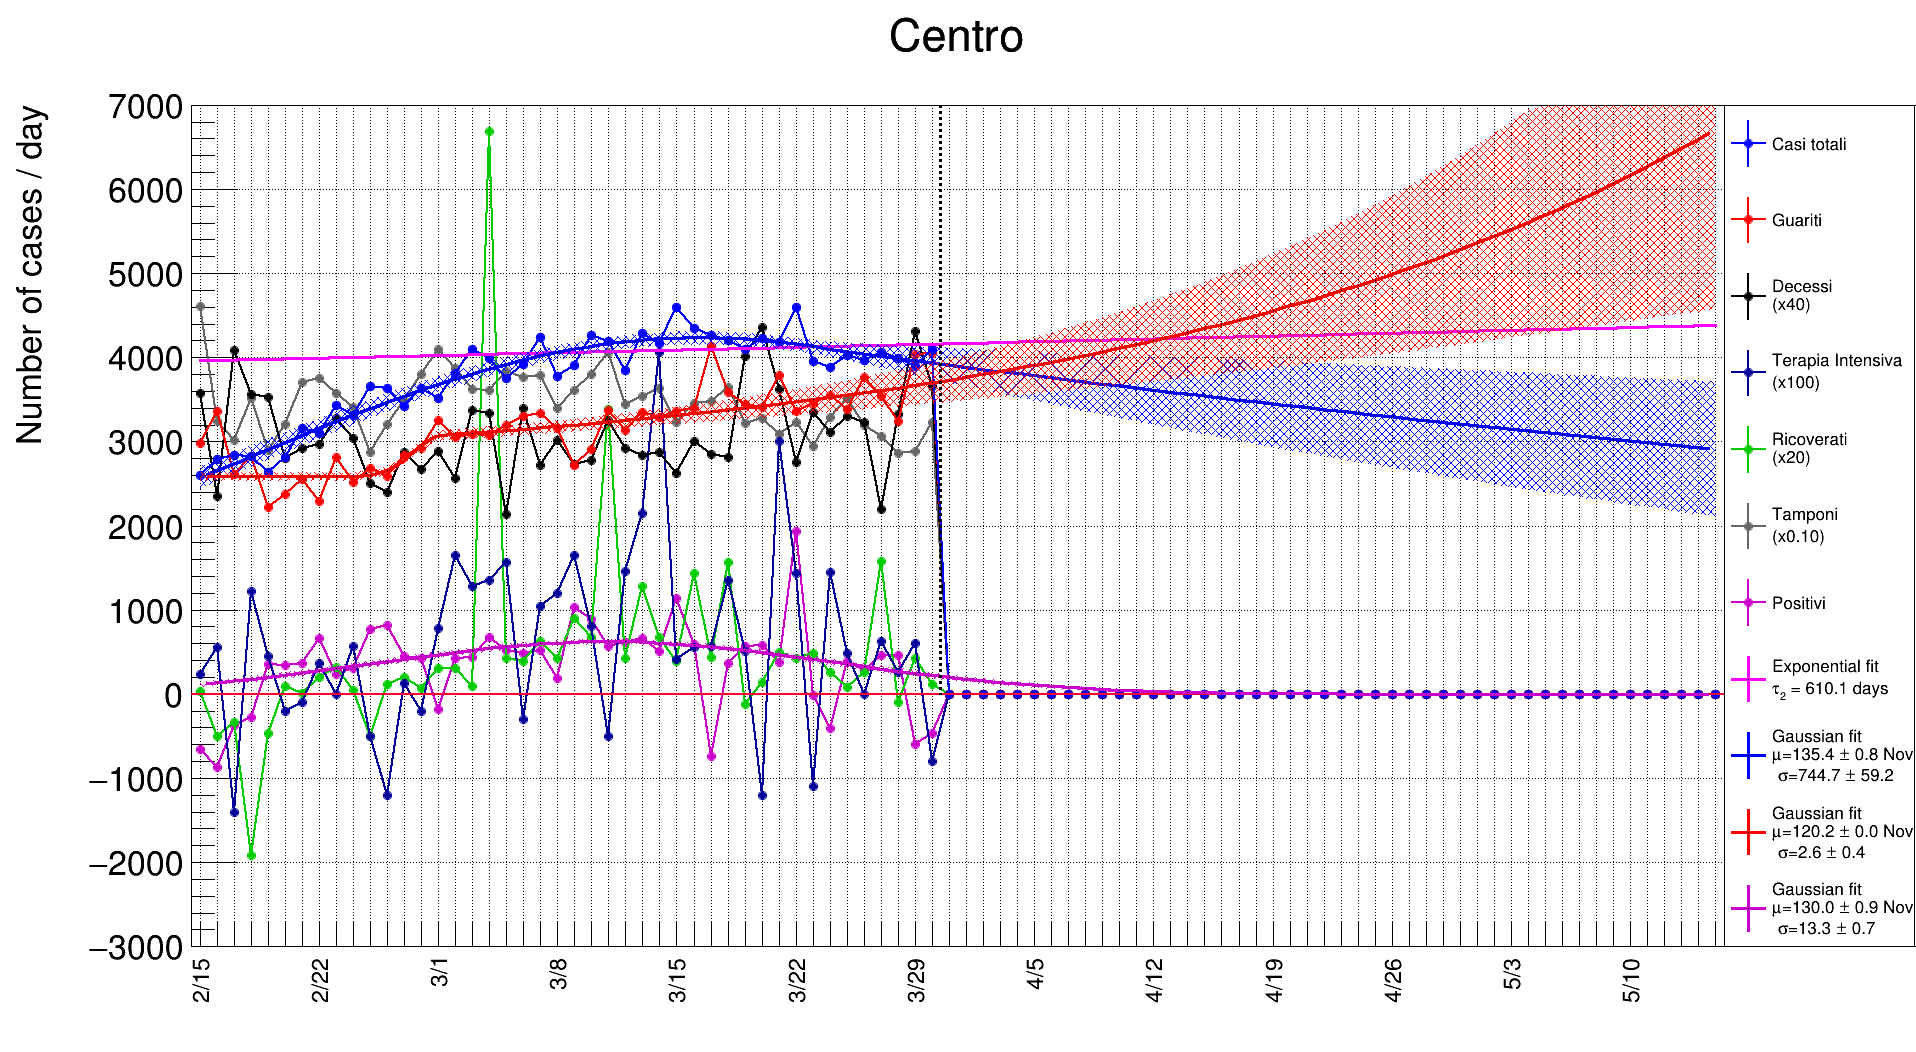 Centro
Number of cases / day
7000
6000
5000
4000
3000
2000
1000
0
−1000
−2000
−3000
2/15
2/22
3/1
3/8
3/15
3/22
3/29
4/5
4/12
4/19
4/26
5/3
5/10
Casi totali
Guariti
Decessi
(x40)
Terapia Intensiva
(x100)
Ricoverati
(x20)
Tamponi
(x0.10)
Positivi
Exponential fit
τ2 = 610.1 days
Gaussian fit
μ=135.4 ± 0.8 Nov
σ=744.7 ± 59.2
Gaussian fit
μ=120.2 ± 0.0 Nov
σ=2.6 ± 0.4
Gaussian fit
μ=130.0 ± 0.9 Nov
σ=13.3 ± 0.7